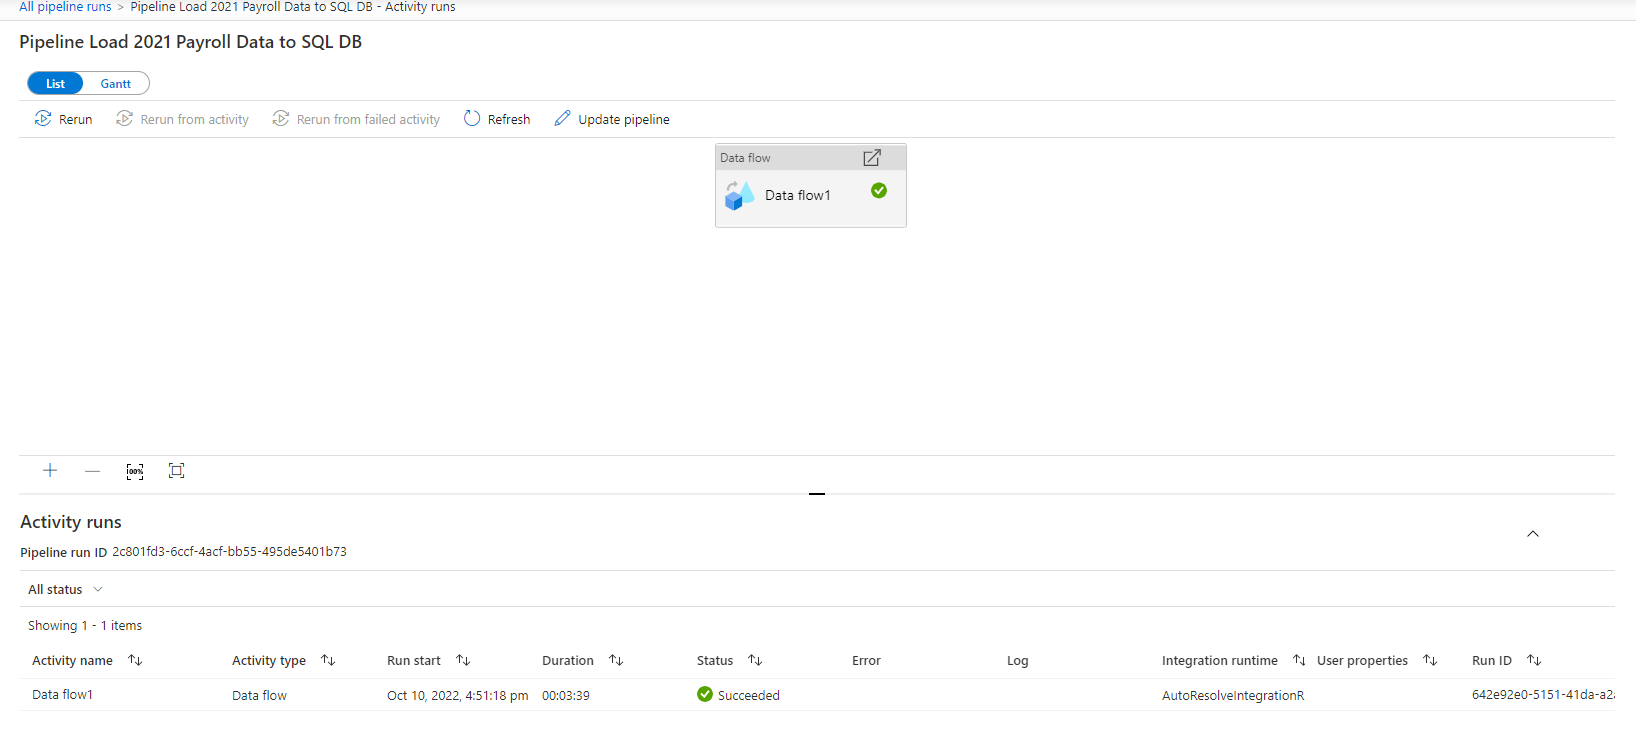 All pipeline runs > Pipeline Load 2021 Payroll Data to SQL DB - Activity runs
Pipeline Load 2021 Payroll Data to SQL DB
List Gantt
Rerun Rerun from activity Rerun from failed activity Refresh Update pipeline
Data flow
Data flow1
100%
Activity runs
Pipeline run ID 2c801fd3-6ccf-4acf-bb55-495de5401b73
All status
Showing 1 - 1 items
Activity name Activity type Run start Duration Status Error Log Integration runtime User properties Run ID
Data flow1 Data flow Oct 10, 2022, 4:51:18 pm 00:03:39 Succeeded AutoResolveIntegrationR 642e92e0-5151-41da-a2